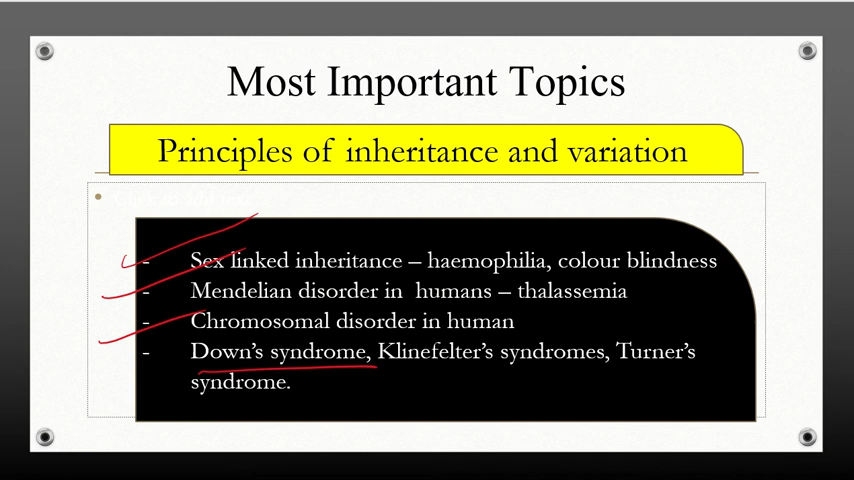 Most Important Topics
Principles of inheritance and variation
- Sex linked inheritance – haemophilia, colour blindness
- Mendelian disorder in humans – thalassemia
- Chromosomal disorder in human
- Down's syndrome, Klinefelter's syndromes, Turner's
syndrome.